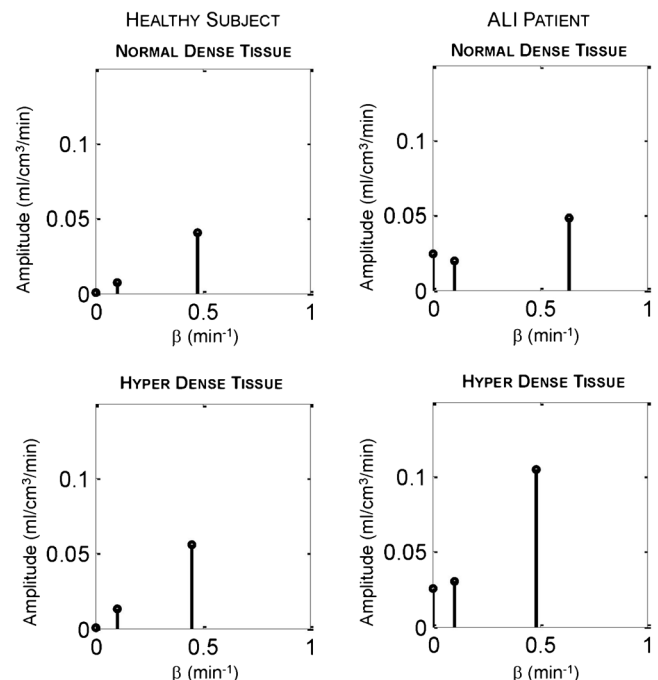 HEALTHY SUBJECT
NORMAL DENSE TISSUE
Amplitude (ml/cm³/min)
0.1
0.05
0
0
0.5
1
β (min⁻¹)
ALI PATIENT
NORMAL DENSE TISSUE
Amplitude (ml/cm³/min)
0.1
0.05
0
0
0.5
1
β (min⁻¹)
HYPER DENSE TISSUE
Amplitude (ml/cm³/min)
0.1
0.05
0
0
0.5
1
β (min⁻¹)
HYPER DENSE TISSUE
Amplitude (ml/cm³/min)
0.1
0.05
0
0
0.5
1
β (min⁻¹)